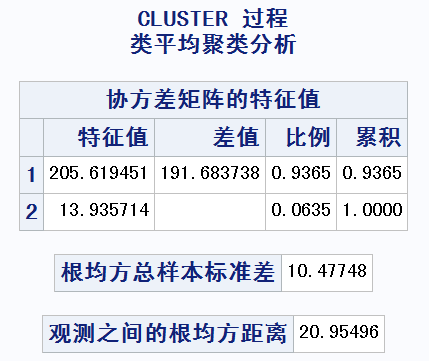 CLUSTER 过程
类平均聚类分析
协方差矩阵的特征值
特征值 差值 比例 累积
1 205.619451 191.683738 0.9365 0.9365
2 13.935714 0.0635 1.0000
根均方总样本标准差 10.47748
观测之间的根均方距离 20.95496